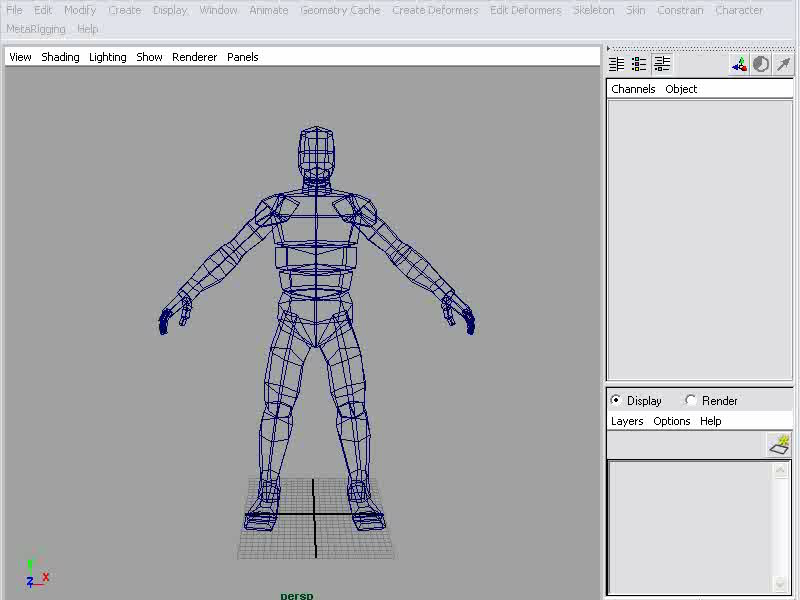 File Edit Modify Create Display Window Animate Geometry Cache Create Deformers Edit Deformers Skeleton Skin Constrain Character
MetaRigging Help
View Shading Lighting Show Renderer Panels
Channels Object
Display Render
Layers Options Help
Y
Z X
persp